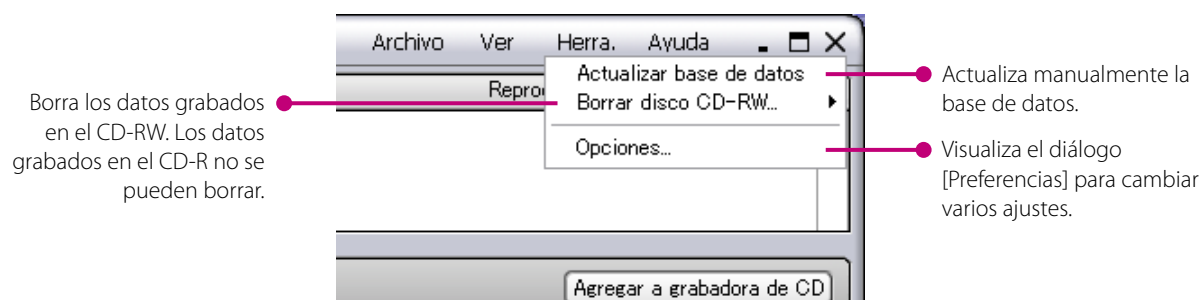 Archivo Ver Herra. Ayuda
Actualizar base de datos
Repro
Borrar disco CD-RW...
Opciones...
Agregar a grabadora de CD
Borra los datos grabados
en el CD-RW. Los datos
grabados en el CD-R no se
pueden borrar.
Actualiza manualmente la
base de datos.
Visualiza el diálogo
[Preferencias] para cambiar
varios ajustes.